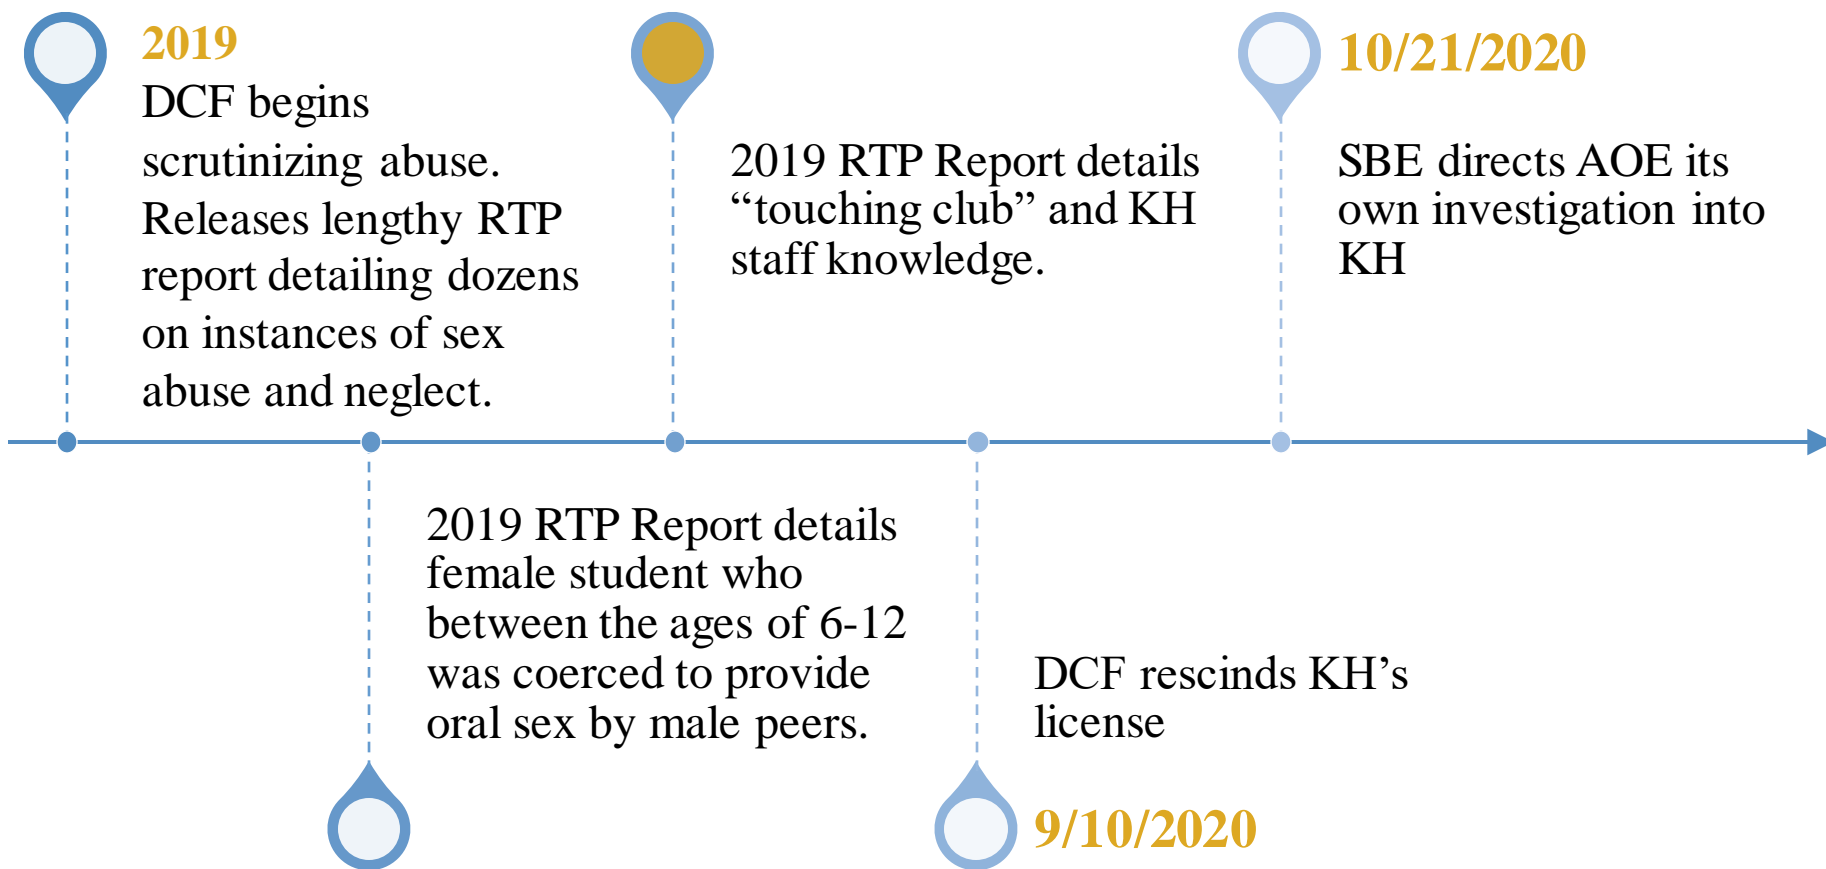 2019
DCF begins
scrutinizing abuse.
Releases lengthy RTP
report detailing dozens
on instances of sex
abuse and neglect.
2019 RTP Report details
female student who
between the ages of 6-12
was coerced to provide
oral sex by male peers.
2019 RTP Report details
“touching club” and KH
staff knowledge.
DCF rescinds KH’s
license
9/10/2020
10/21/2020
SBE directs AOE its
own investigation into
KH